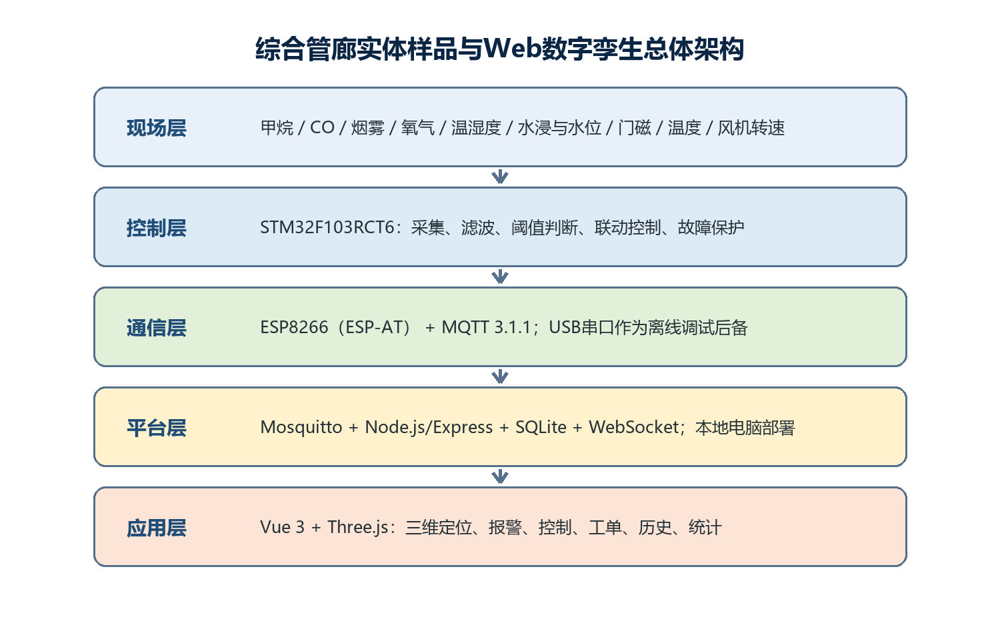 综合管廊实体样品与Web数字孪生总体架构
现场层 甲烷 / CO / 烟雾 / 氧气 / 温湿度 / 水浸与水位 / 门磁 / 温度 / 风机转速
控制层 STM32F103RCT6：采集、滤波、阈值判断、联动控制、故障保护
通信层 ESP8266（ESP-AT） + MQTT 3.1.1；USB串口作为离线调试后备
平台层 Mosquitto + Node.js/Express + SQLite + WebSocket；本地电脑部署
应用层 Vue 3 + Three.js：三维定位、报警、控制、工单、历史、统计